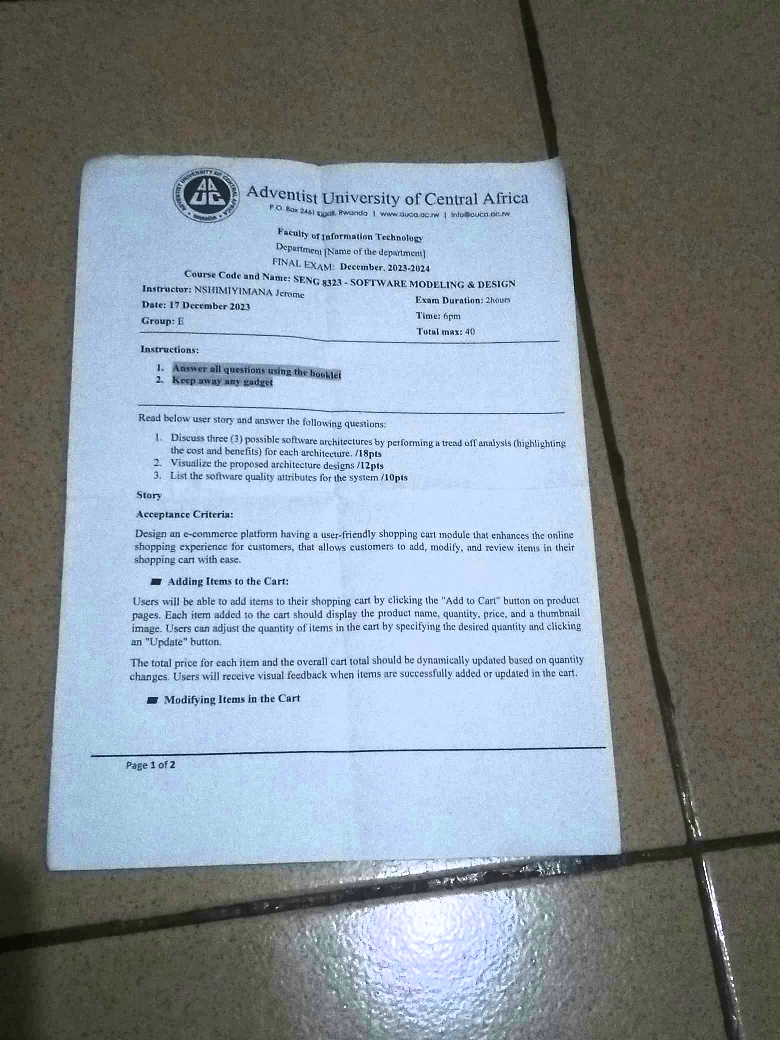 ADVENTIST UNIVERSITY OF CENTRAL AFRICA
AUCA
RWANDA
Adventist University of Central Africa
P.O. Box 2461 Kigali, Rwanda | www.auca.ac.rw | info@auca.ac.rw
Faculty of Information Technology
Department [Name of the department]
FINAL EXAM: December, 2023-2024
Course Code and Name: SENG 8323 - SOFTWARE MODELING & DESIGN
Instructor: NSHIMIYIMANA Jerome
Exam Duration: 2hours
Date: 17 December 2023
Time: 6pm
Group: E
Total max: 40
Instructions:
1. Answer all questions using the booklet
2. Keep away any gadget
Read below user story and answer the following questions:
1. Discuss three (3) possible software architectures by performing a tread off analysis (highlighting
the cost and benefits) for each architecture. /18pts
2. Visualize the proposed architecture designs /12pts
3. List the software quality attributes for the system /10pts
Story
Acceptance Criteria:
Design an e-commerce platform having a user-friendly shopping cart module that enhances the online
shopping experience for customers, that allows customers to add, modify, and review items in their
shopping cart with ease.
Adding Items to the Cart:
Users will be able to add items to their shopping cart by clicking the "Add to Cart" button on product
pages. Each item added to the cart should display the product name, quantity, price, and a thumbnail
image. Users can adjust the quantity of items in the cart by specifying the desired quantity and clicking
an "Update" button.
The total price for each item and the overall cart total should be dynamically updated based on quantity
changes. Users will receive visual feedback when items are successfully added or updated in the cart.
Modifying Items in the Cart
Page 1 of 2